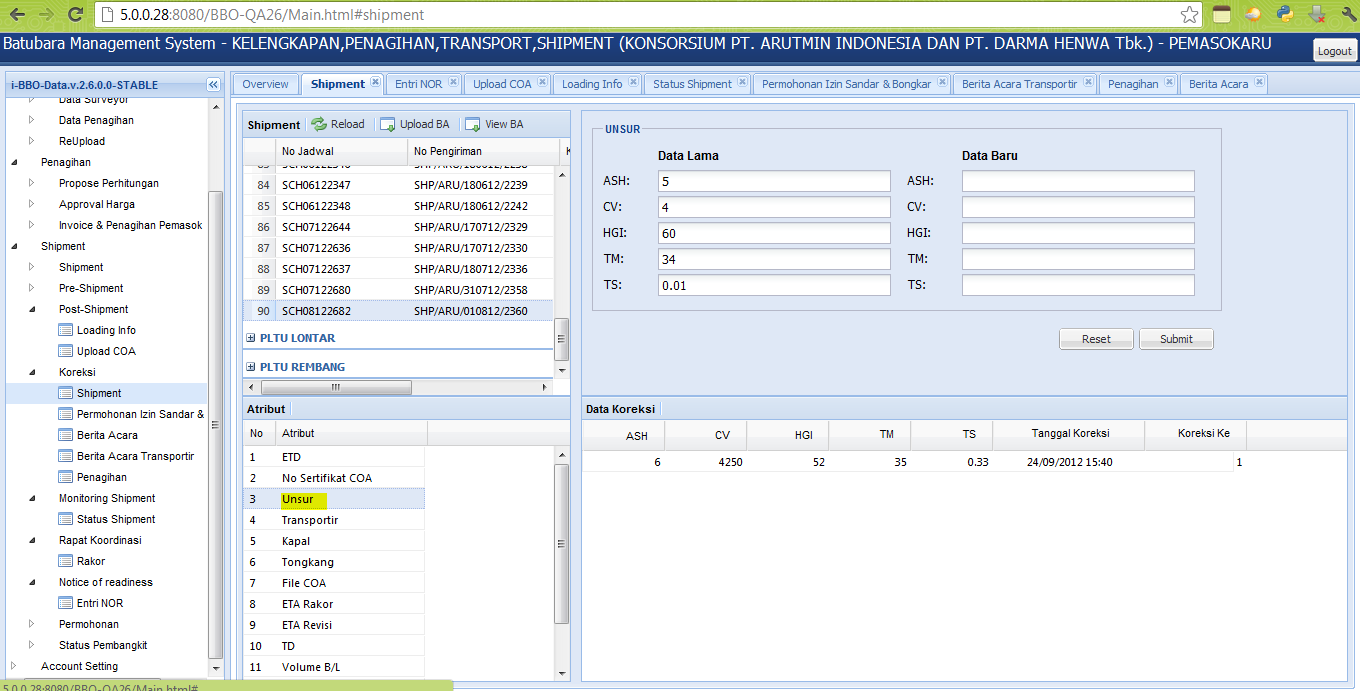 5.0.0.28:8080/BBO-QA26/Main.html#shipment
Batubara Management System - KELENGKAPAN,PENAGIHAN,TRANSPORT,SHIPMENT (KONSORSIUM PT. ARUTMIN INDONESIA DAN PT. DARMA HENWA Tbk.) - PEMASOKARU
Logout
i-BBO-Data.v.2.6.0.0-STABLE
Data Surveyor
Data Penagihan
ReUpload
Penagihan
Propose Perhitungan
Approval Harga
Invoice & Penagihan Pemasok
Shipment
Shipment
Pre-Shipment
Post-Shipment
Loading Info
Upload COA
Koreksi
Shipment
Permohonan Izin Sandar &
Berita Acara
Berita Acara Transportir
Penagihan
Monitoring Shipment
Status Shipment
Rapat Koordinasi
Rakor
Notice of readiness
Entri NOR
Permohonan
Status Pembangkit
Account Setting
5.0.0.28:8080/BBO-QA26/Main.html#
Overview Shipment Entri NOR Upload COA Loading Info Status Shipment Permohonan Izin Sandar & Bongkar Berita Acara Transportir Penagihan Berita Acara
Shipment Reload Upload BA View BA
No Jadwal No Pengiriman K
84 SCH06122347 SHP/ARU/180612/2239
85 SCH06122348 SHP/ARU/180612/2242
86 SCH07122644 SHP/ARU/170712/2329
87 SCH07122636 SHP/ARU/170712/2330
88 SCH07122637 SHP/ARU/180712/2336
89 SCH07122680 SHP/ARU/310712/2358
90 SCH08122682 SHP/ARU/010812/2360
PLTU LONTAR
PLTU REMBANG
Atribut
No Atribut
1 ETD
2 No Sertifikat COA
3 Unsur
4 Transportir
5 Kapal
6 Tongkang
7 File COA
8 ETA Rakor
9 ETA Revisi
10 TD
11 Volume B/L
UNSUR
Data Lama Data Baru
ASH: 5 ASH:
CV: 4 CV:
HGI: 60 HGI:
TM: 34 TM:
TS: 0.01 TS:
Reset Submit
Data Koreksi
ASH CV HGI TM TS Tanggal Koreksi Koreksi Ke
6 4250 52 35 0.33 24/09/2012 15:40 1